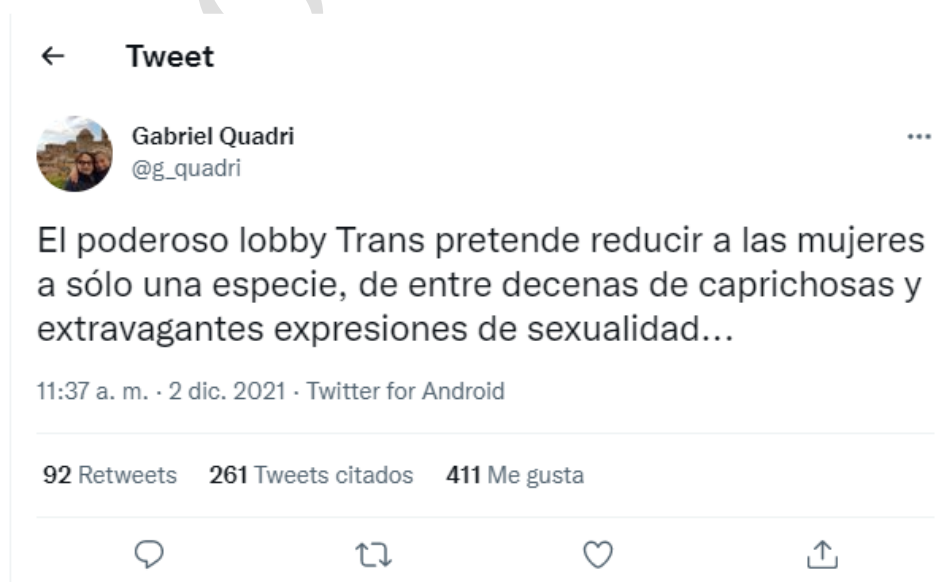 Tweet
Gabriel Quadri
@g_quadri
El poderoso lobby Trans pretende reducir a las mujeres
a sólo una especie, de entre decenas de caprichosas y
extravagantes expresiones de sexualidad...
11:37 a. m. · 2 dic. 2021 · Twitter for Android
92 Retweets 261 Tweets citados 411 Me gusta